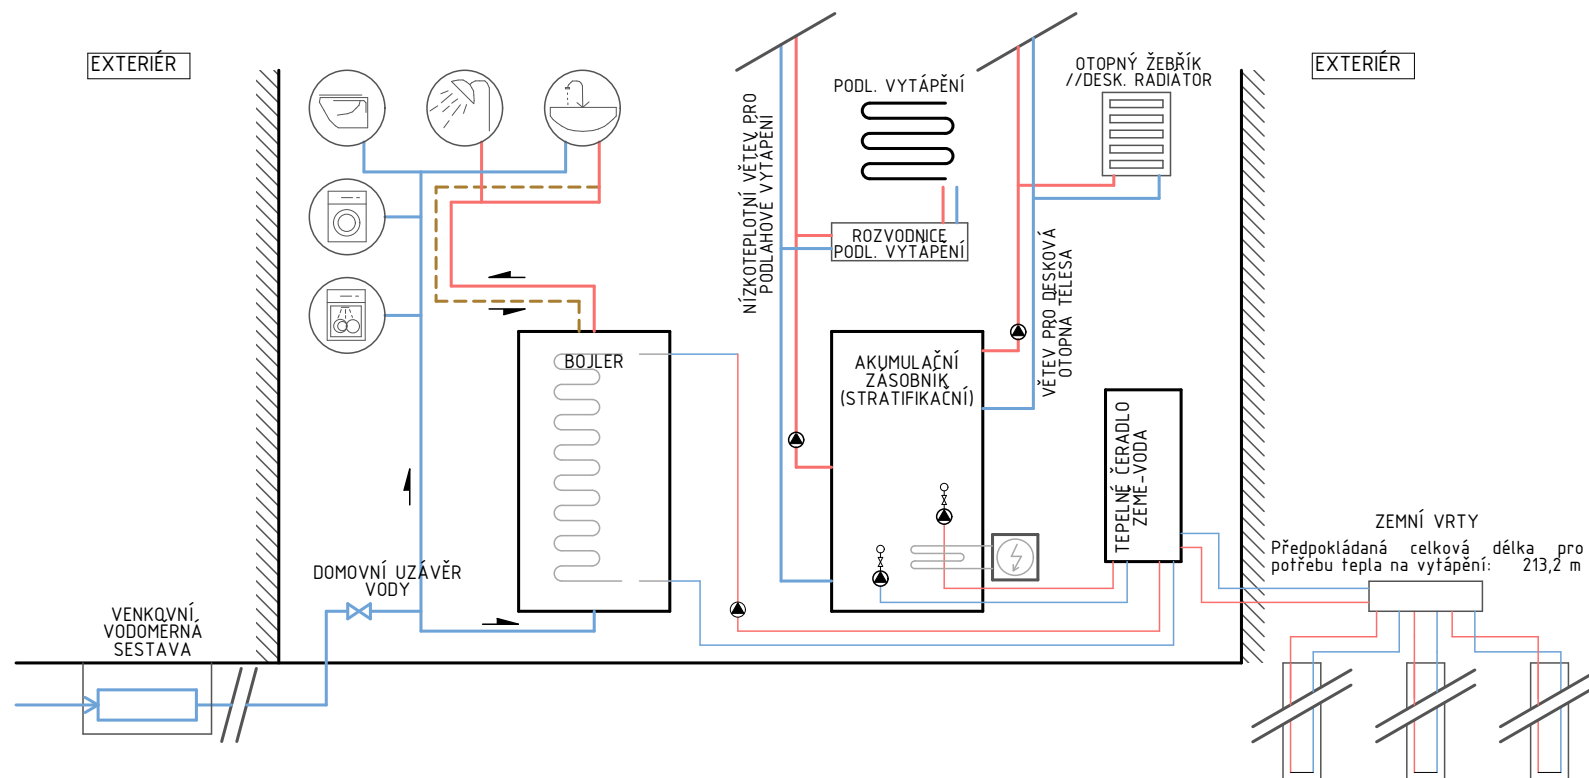 EXTERIÉR
OTOPNÝ ŽEBŘÍK
//DESK. RADIÁTOR
EXTERIÉR
PODL. VYTÁPĚNÍ
NÍZKOTEPLOTNÍ VĚTEV PRO
PODLAHOVÉ VYTÁPĚNÍ
ROZVODNICE
PODL. VYTÁPĚNÍ
VĚTEV PRO DESKOVÁ
OTOPNÁ TĚLESA
BOJLER
AKUMULAČNÍ
ZÁSOBNÍK
(STRATIFIKAČNÍ)
TEPELNÉ ČERADLO
ZEMĚ-VODA
ZEMNÍ VRTY
Předpokládaná celková délka pro
potřebu tepla na vytápění: 213,2 m
DOMOVNÍ UZÁVĚR
VODY
VENKOVNÍ
VODOMĚRNÁ
SESTAVA